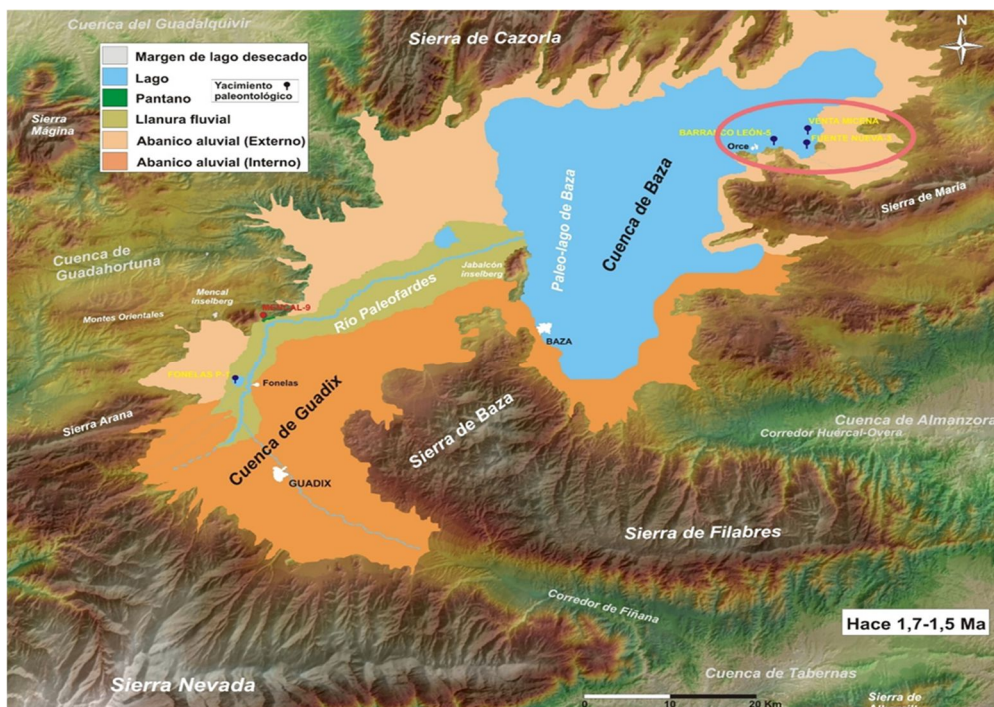 Cuenca del Guadalquivir
Sierra de Cazorla
N
Margen de lago desecado
Lago
Pantano
Llanura fluvial
Abanico aluvial (Externo)
Abanico aluvial (Interno)
Yacimiento
paleontológico
Sierra
Mágina
VENTA MICENA
BARRANCO LEÓN-5
FUENTE NUEVA-3
Orce
Sierra de María
Paleo-lago de Baza
Cuenca de Baza
Cuenca de
Guadahortuna
Jabalcón
inselberg
Mencal
inselberg
Montes Orientales
Río Paleofardes
BAZA
FONELAS P-1
Fonelas
Sierra Arana
Cuenca de Guadix
Sierra de Baza
Cuenca de Almanzora
Corredor Huércal-Overa
GUADIX
Sierra de Filabres
Corredor de Fiñana
Hace 1,7-1,5 Ma
Sierra Nevada
Cuenca de Tabernas
0
10
20 Km
Sierra de